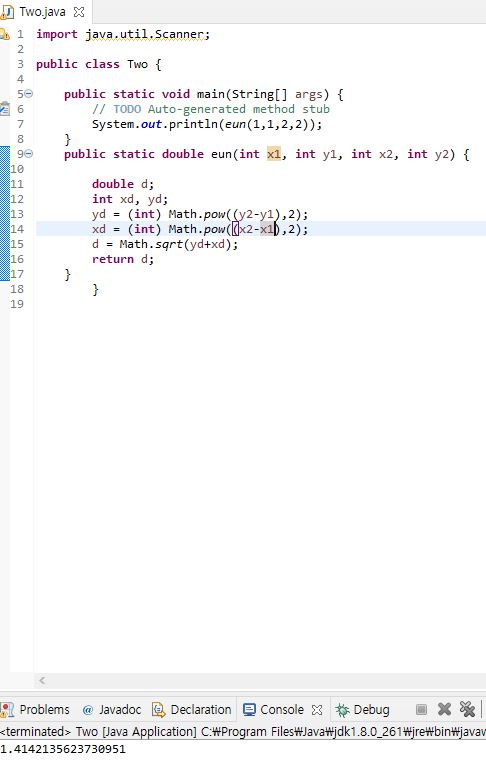 Two.java
1 import java.util.Scanner;
2
3 public class Two {
4
5 public static void main(String[] args) {
6 // TODO Auto-generated method stub
7 System.out.println(eun(1,1,2,2));
8 }
9 public static double eun(int x1, int y1, int x2, int y2) {
10
11 double d;
12 int xd, yd;
13 yd = (int) Math.pow((y2-y1),2);
14 xd = (int) Math.pow((x2-x1),2);
15 d = Math.sqrt(yd+xd);
16 return d;
17 }
18 }
19
Problems @ Javadoc Declaration Console Debug
<terminated> Two [Java Application] C:₩Program Files₩Java₩jdk1.8.0_261₩jre₩bin₩javaw
1.4142135623730951